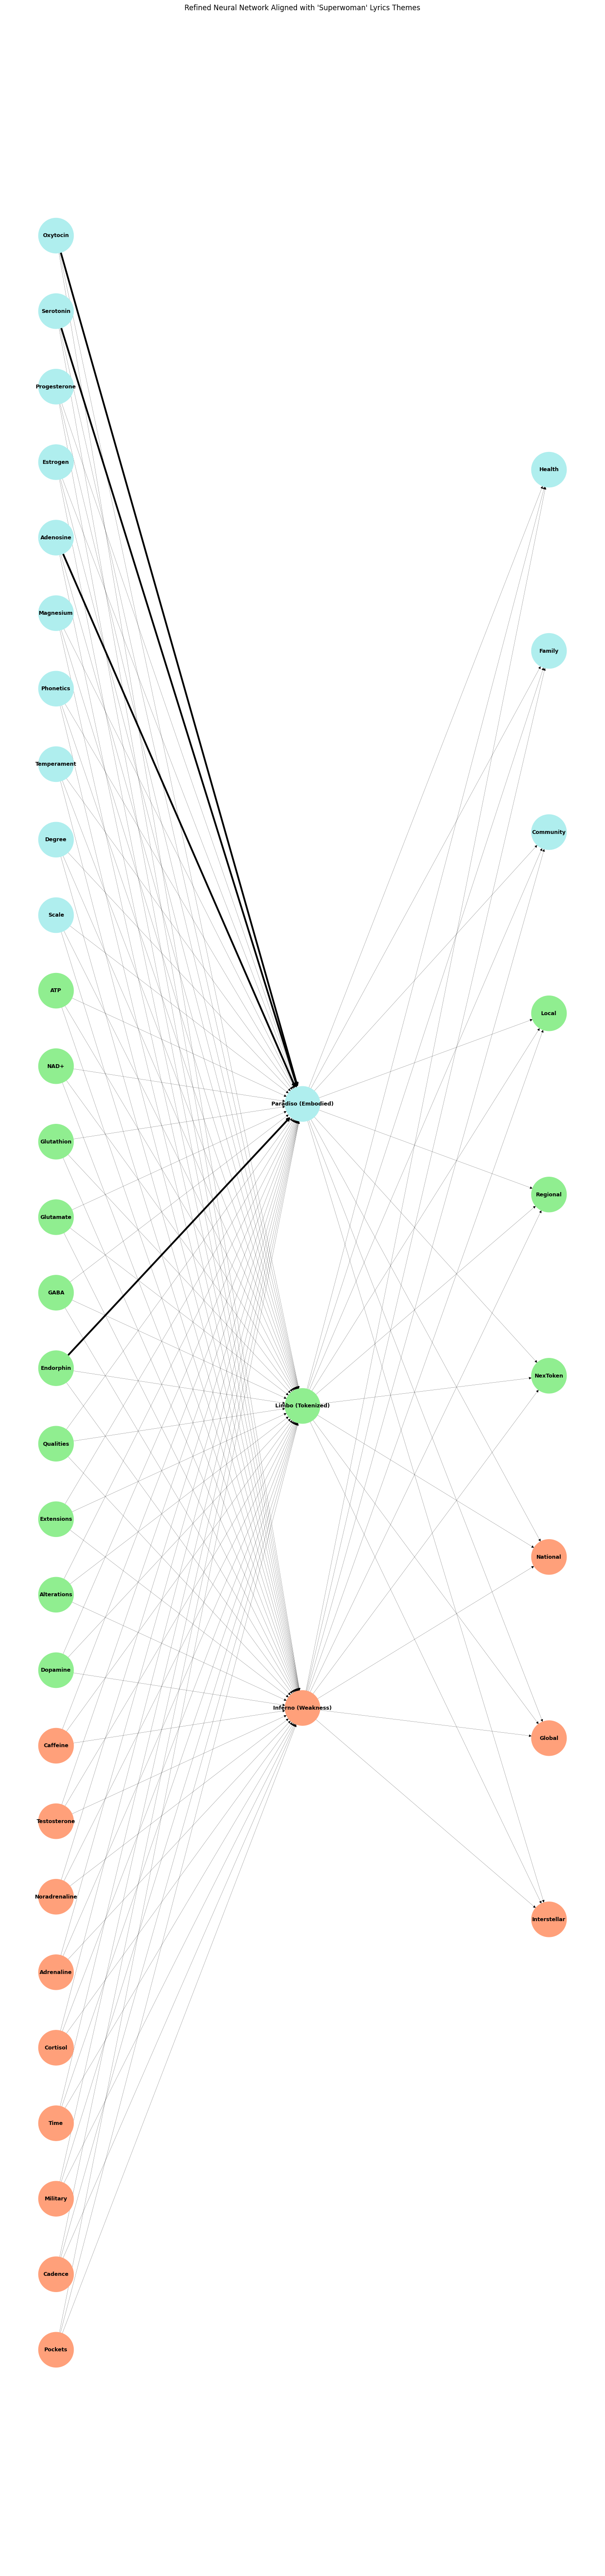 Refined Neural Network Aligned with 'Superwoman' Lyrics Themes
Oxytocin
Serotonin
Progesterone
Estrogen
Adenosine
Magnesium
Phonetics
Temperament
Degree
Scale
ATP
NAD+
Glutathion
Glutamate
GABA
Endorphin
Qualities
Extensions
Alterations
Dopamine
Caffeine
Testosterone
Noradrenaline
Adrenaline
Cortisol
Time
Military
Cadence
Pockets
Paradiso (Embodied)
Limbo (Tokenized)
Inferno (Weakness)
Health
Family
Community
Local
Regional
NexToken
National
Global
Interstellar